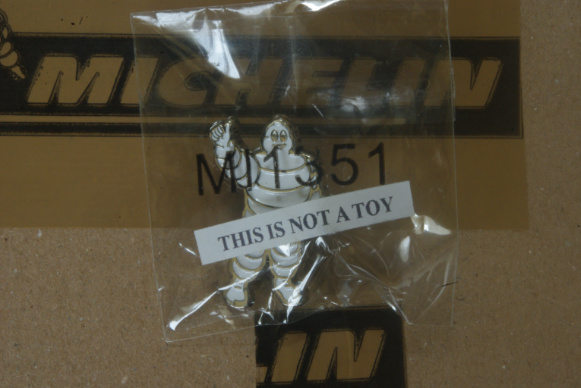 MICHELIN
MJ1351
THIS IS NOT A TOY
LIN